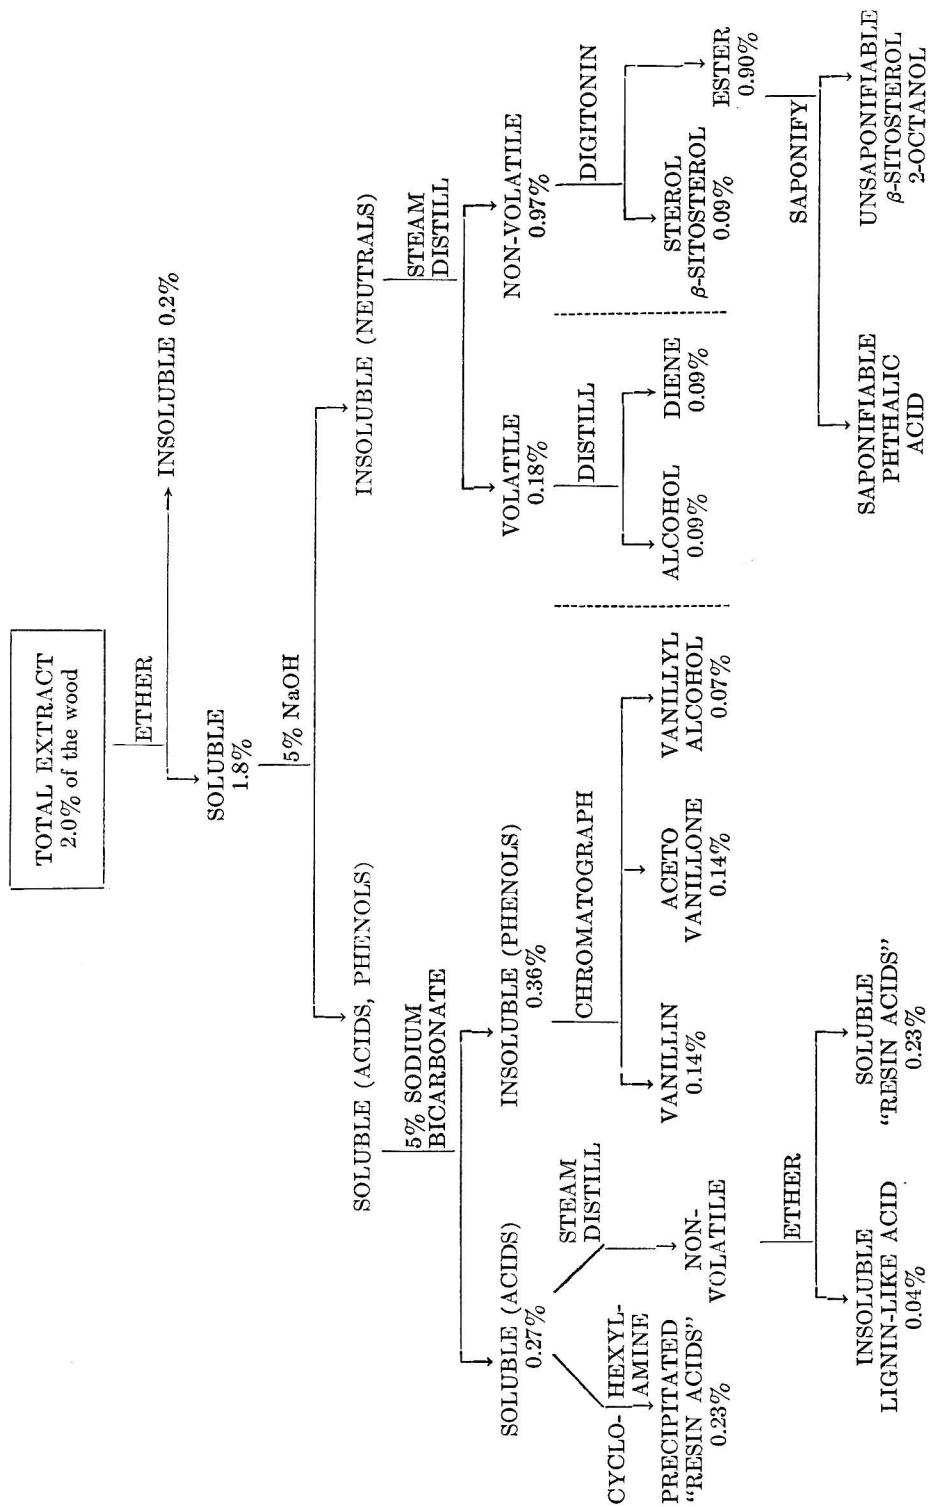 TOTAL EXTRACT
2.0% of the wood
ETHER
INSOLUBLE 0.2%
SOLUBLE
1.8%
5% NaOH
SOLUBLE (ACIDS, PHENOLS)
INSOLUBLE (NEUTRALS)
5% SODIUM
BICARBONATE
STEAM
DISTILL
SOLUBLE (ACIDS)
0.27%
INSOLUBLE (PHENOLS)
0.36%
VOLATILE
0.18%
NON-VOLATILE
0.97%
CYCLO-
HEXYL-
AMINE
STEAM
DISTILL
CHROMATOGRAPH
DISTILL
DIGITONIN
PRECIPITATED
"RESIN ACIDS"
0.23%
NON-
VOLATILE
VANILLIN
0.14%
ACETO
VANILLONE
0.14%
VANILLYL
ALCOHOL
0.07%
ALCOHOL
0.09%
DIENE
0.09%
STEROL
β-SITOSTEROL
0.09%
ESTER
0.90%
ETHER
SAPONIFY
INSOLUBLE
LIGNIN-LIKE ACID
0.04%
SOLUBLE
"RESIN ACIDS"
0.23%
SAPONIFIABLE
PHTHALIC
ACID
UNSAPONIFIABLE
β-SITOSTEROL
2-OCTANOL